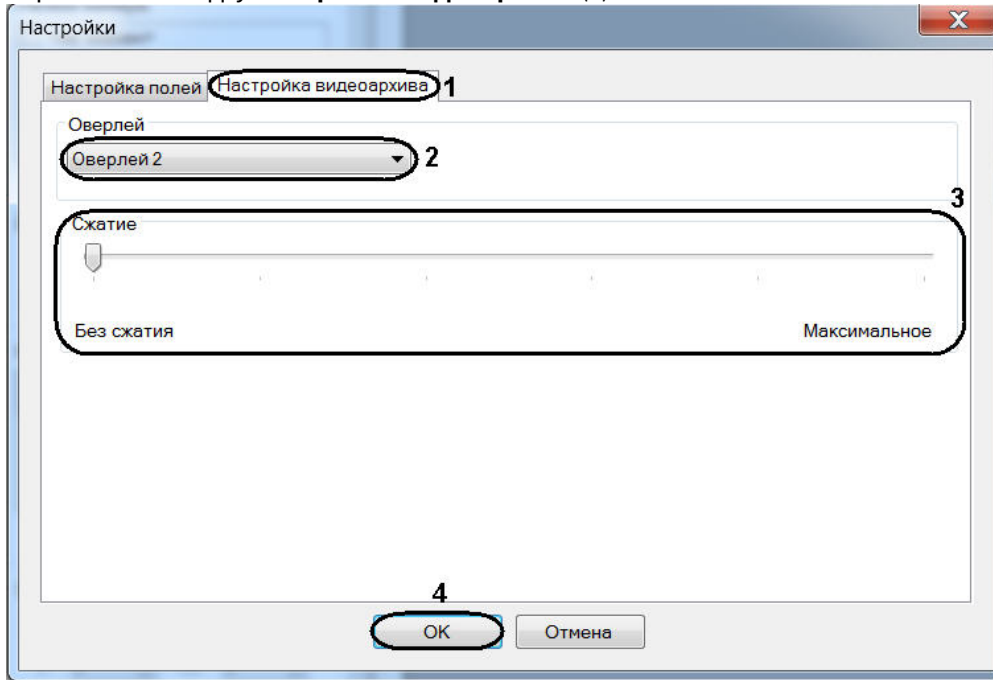 Настройки
Настройка полей Настройка видеоархива 1
Оверлей
Оверлей 2 2
3
Сжатие
Без сжатия Максимальное
4
OK Отмена